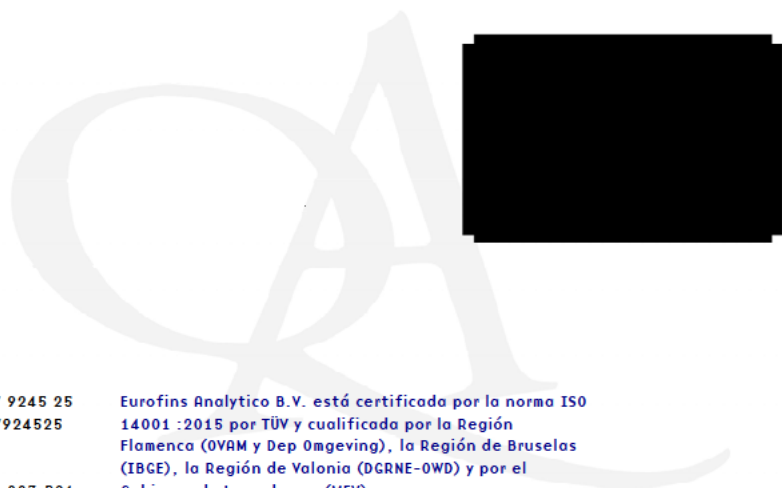 9245 25
924525
Eurofins Analytico B.V. está certificada por la norma ISO
14001 :2015 por TÜV y cualificada por la Región
Flamenca (OVAM y Dep Omgeving), la Región de Bruselas
(IBGE), la Región de Valonia (DGRNE-OWD) y por el